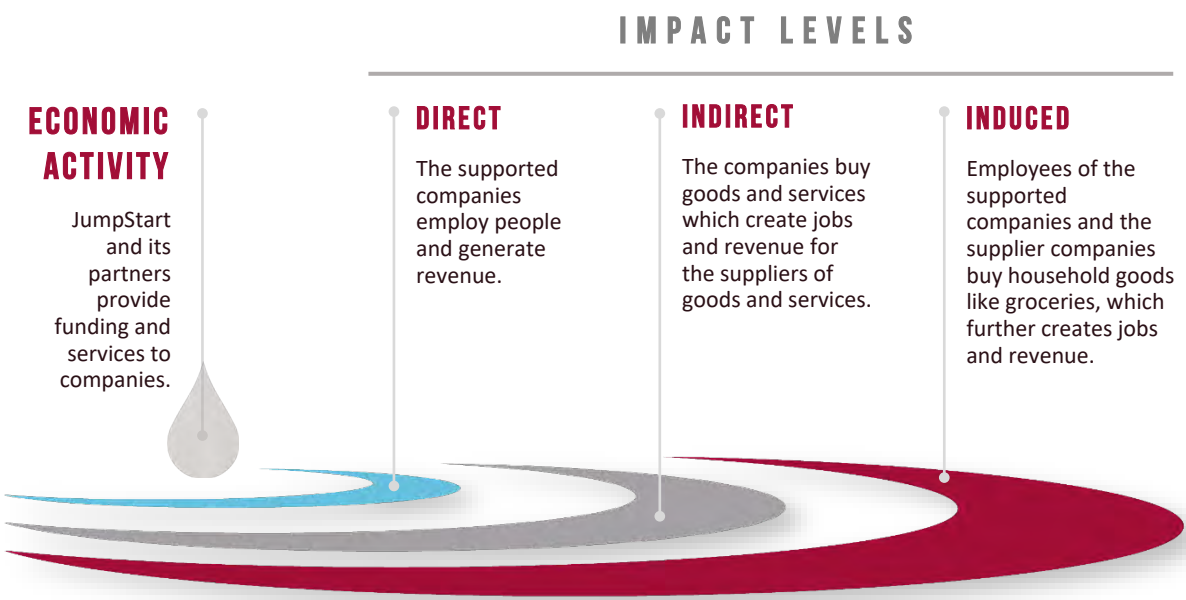 IMPACT LEVELS
ECONOMIC
ACTIVITY
JumpStart
and its
partners
provide
funding and
services to
companies.
DIRECT
The supported
companies
employ people
and generate
revenue.
INDIRECT
The companies buy
goods and services
which create jobs
and revenue for
the suppliers of
goods and services.
INDUCED
Employees of the
supported
companies and the
supplier companies
buy household goods
like groceries, which
further creates jobs
and revenue.